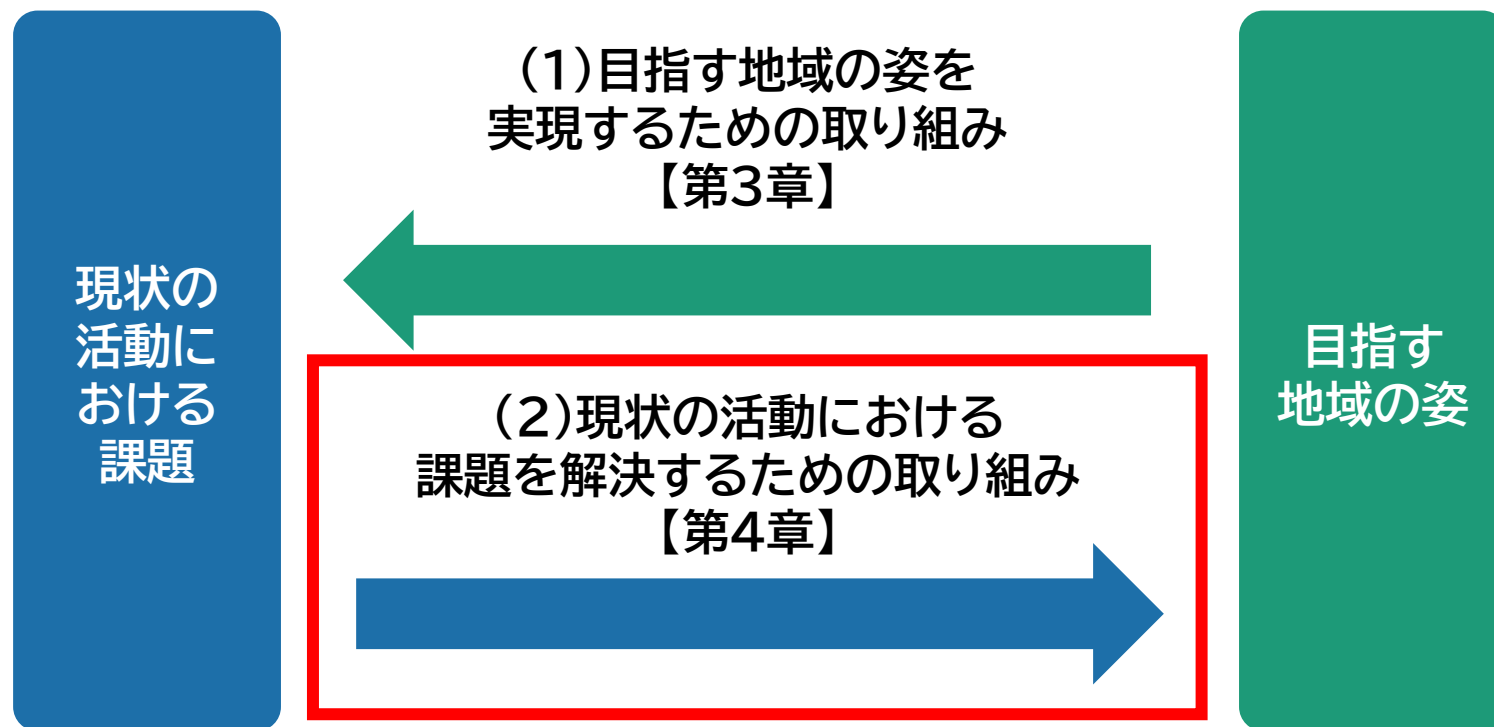 (1)目指す地域の姿を
実現するための取り組み
【第3章】
現状の
活動に
おける
課題
目指す
地域の姿
(2)現状の活動における
課題を解決するための取り組み
【第4章】